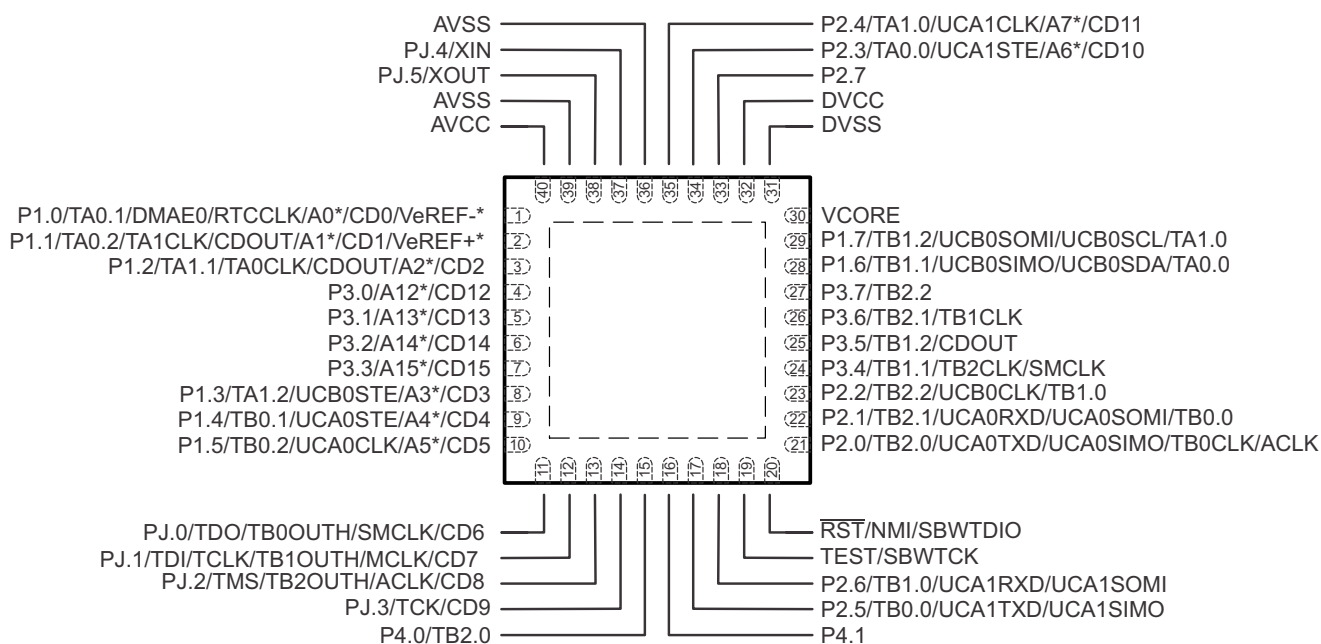 AVSS
PJ.4/XIN
PJ.5/XOUT
AVSS
AVCC
P2.4/TA1.0/UCA1CLK/A7*/CD11
P2.3/TA0.0/UCA1STE/A6*/CD10
P2.7
DVCC
DVSS
40 39 38 37 36 35 34 33 32 31
P1.0/TA0.1/DMAE0/RTCCLK/A0*/CD0/VeREF-* 1
P1.1/TA0.2/TA1CLK/CDOUT/A1*/CD1/VeREF+* 2
P1.2/TA1.1/TA0CLK/CDOUT/A2*/CD2 3
P3.0/A12*/CD12 4
P3.1/A13*/CD13 5
P3.2/A14*/CD14 6
P3.3/A15*/CD15 7
P1.3/TA1.2/UCB0STE/A3*/CD3 8
P1.4/TB0.1/UCA0STE/A4*/CD4 9
P1.5/TB0.2/UCA0CLK/A5*/CD5 10
30 VCORE
29 P1.7/TB1.2/UCB0SOMI/UCB0SCL/TA1.0
28 P1.6/TB1.1/UCB0SIMO/UCB0SDA/TA0.0
27 P3.7/TB2.2
26 P3.6/TB2.1/TB1CLK
25 P3.5/TB1.2/CDOUT
24 P3.4/TB1.1/TB2CLK/SMCLK
23 P2.2/TB2.2/UCB0CLK/TB1.0
22 P2.1/TB2.1/UCA0RXD/UCA0SOMI/TB0.0
21 P2.0/TB2.0/UCA0TXD/UCA0SIMO/TB0CLK/ACLK
11 12 13 14 15 16 17 18 19 20
PJ.0/TDO/TB0OUTH/SMCLK/CD6
PJ.1/TDI/TCLK/TB1OUTH/MCLK/CD7
PJ.2/TMS/TB2OUTH/ACLK/CD8
PJ.3/TCK/CD9
P4.0/TB2.0
RST/NMI/SBWTDIO
TEST/SBWTCK
P2.6/TB1.0/UCA1RXD/UCA1SOMI
P2.5/TB0.0/UCA1TXD/UCA1SIMO
P4.1